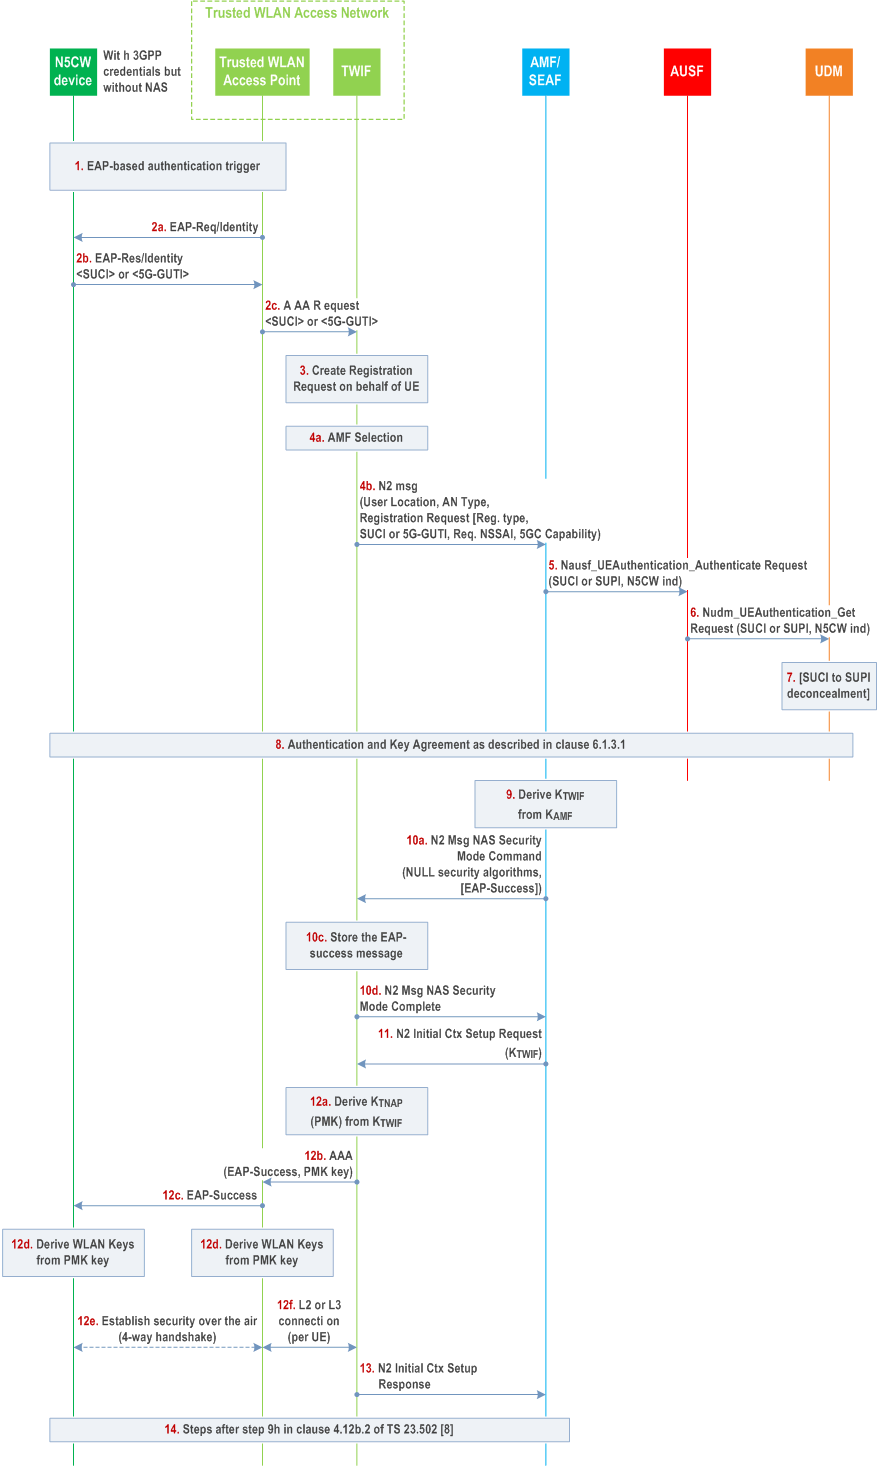 Trusted WLAN Access Network
N5CW
device
Wit h 3GPP
credentials but
without NAS
Trusted WLAN
Access Point
TWIF
AMF/
SEAF
AUSF
UDM
1. EAP-based authentication trigger
2a. EAP-Req/Identity
2b. EAP-Res/Identity
<SUCI> or <5G-GUTI>
2c. A AA R equest
<SUCI> or <5G-GUTI>
3. Create Registration
Request on behalf of UE
4a. AMF Selection
4b. N2 msg
(User Location, AN Type,
Registration Request [Reg. type,
SUCI or 5G-GUTI, Req. NSSAI, 5GC Capability)
5. Nausf_UEAuthentication_Authenticate Request
(SUCI or SUPI, N5CW ind)
6. Nudm_UEAuthentication_Get
Request (SUCI or SUPI, N5CW ind)
7. [SUCI to SUPI
deconcealment]
8. Authentication and Key Agreement as described in clause 6.1.3.1
9. Derive KTWIF
from KAMF
10a. N2 Msg NAS Security
Mode Command
(NULL security algorithms,
[EAP-Success])
10c. Store the EAP-
success message
10d. N2 Msg NAS Security
Mode Complete
11. N2 Initial Ctx Setup Request
(KTWIF)
12a. Derive KTNAP
(PMK) from KTWIF
12b. AAA
(EAP-Success, PMK key)
12c. EAP-Success
12d. Derive WLAN Keys
from PMK key
12d. Derive WLAN Keys
from PMK key
12e. Establish security over the air
(4-way handshake)
12f. L2 or L3
connecti on
(per UE)
13. N2 Initial Ctx Setup
Response
14. Steps after step 9h in clause 4.12b.2 of TS 23.502 [8]